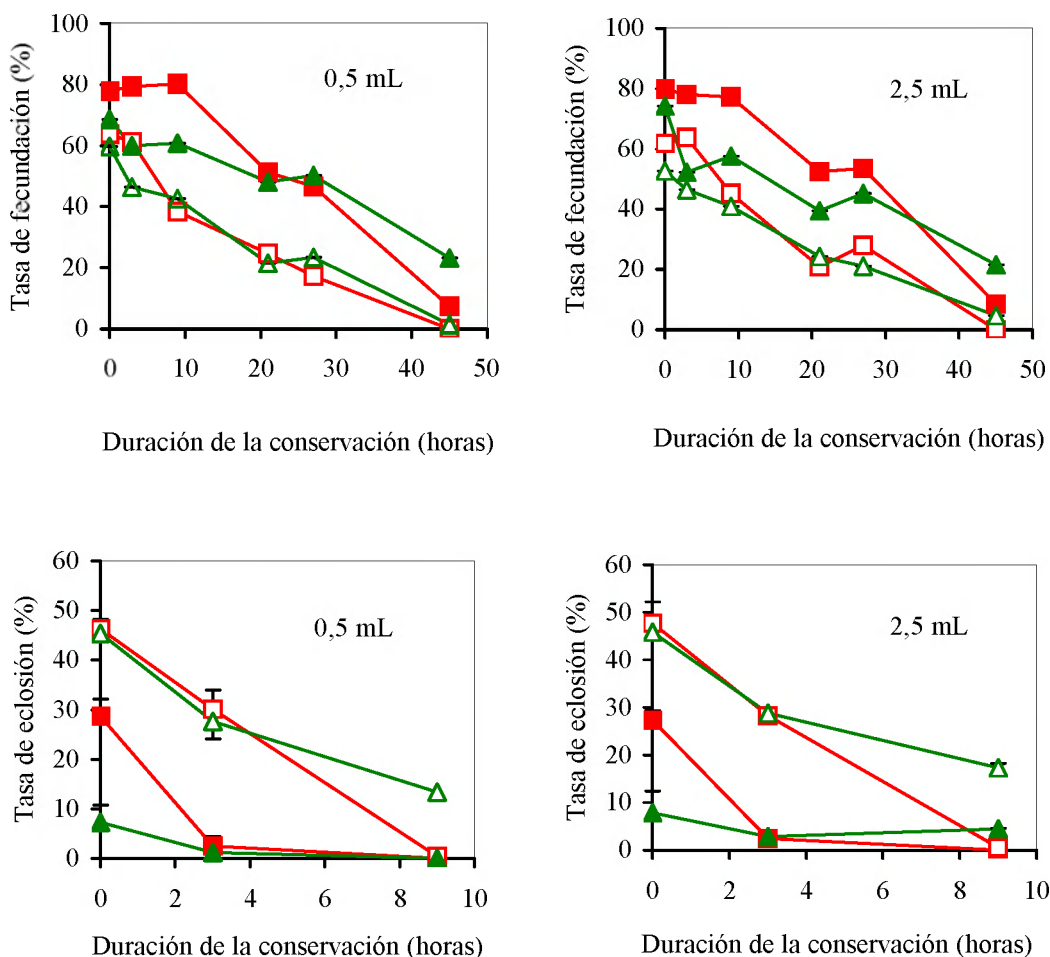 100
80
60
40
20
0
Tasa de fecundación (%)
0,5 mL
0 10 20 30 40 50
Duración de la conservación (horas)
100
80
60
40
20
0
Tasa de fecundación (%)
2,5 mL
0 10 20 30 40 50
Duración de la conservación (horas)
60
50
40
30
20
10
0
Tasa de eclosión (%)
0,5 mL
0 2 4 6 8 10
Duración de la conservación (horas)
60
50
40
30
20
10
0
Tasa de eclosión (%)
2,5 mL
0 2 4 6 8 10
Duración de la conservación (horas)